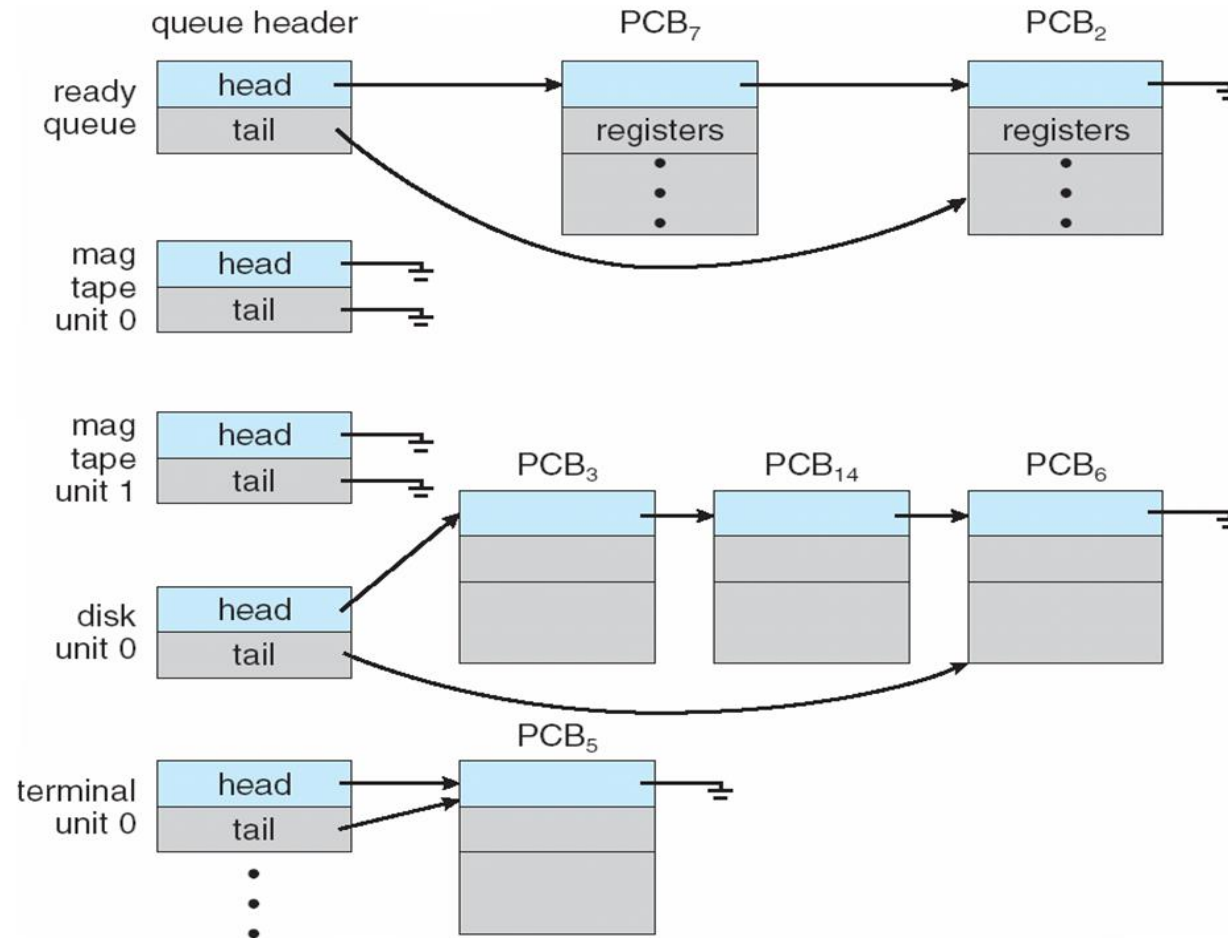 queue header
PCB₇
PCB₂
ready
queue
head
tail
registers
registers
mag
tape
unit 0
head
tail
mag
tape
unit 1
head
tail
PCB₃
PCB₁₄
PCB₆
disk
unit 0
head
tail
PCB₅
terminal
unit 0
head
tail